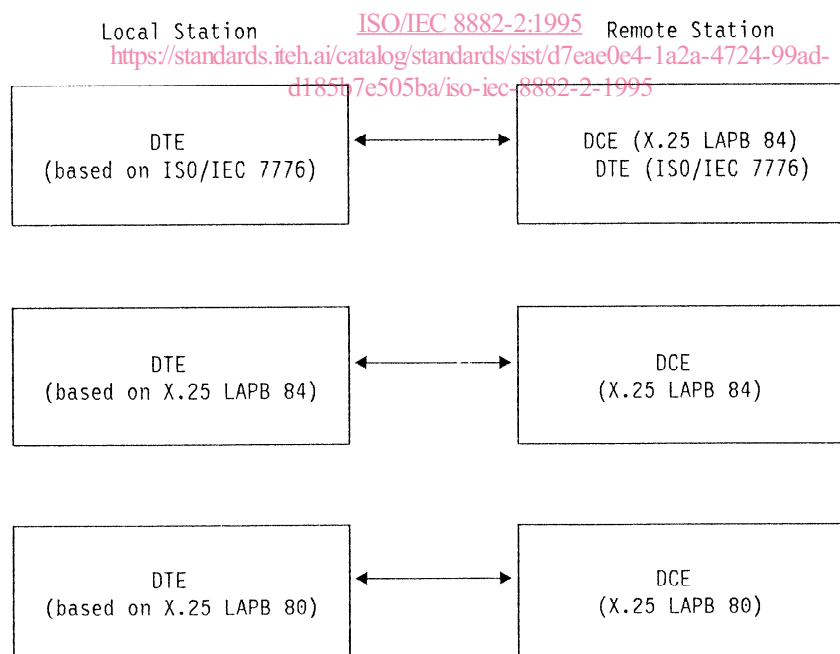 Local Station
ISO/IEC 8882-2:1995
Remote Station
https://standards.iteh.ai/catalog/standards/sist/d7eae0e4-1a2a-4724-99ad-
d185b7e505ba/iso-iec-8882-2-1995
DTE
(based on ISO/IEC 7776)
DCE (X.25 LAPB 84)
DTE (ISO/IEC 7776)
DTE
(based on X.25 LAPB 84)
DCE
(X.25 LAPB 84)
DTE
(based on X.25 LAPB 80)
DCE
(X.25 LAPB 80)